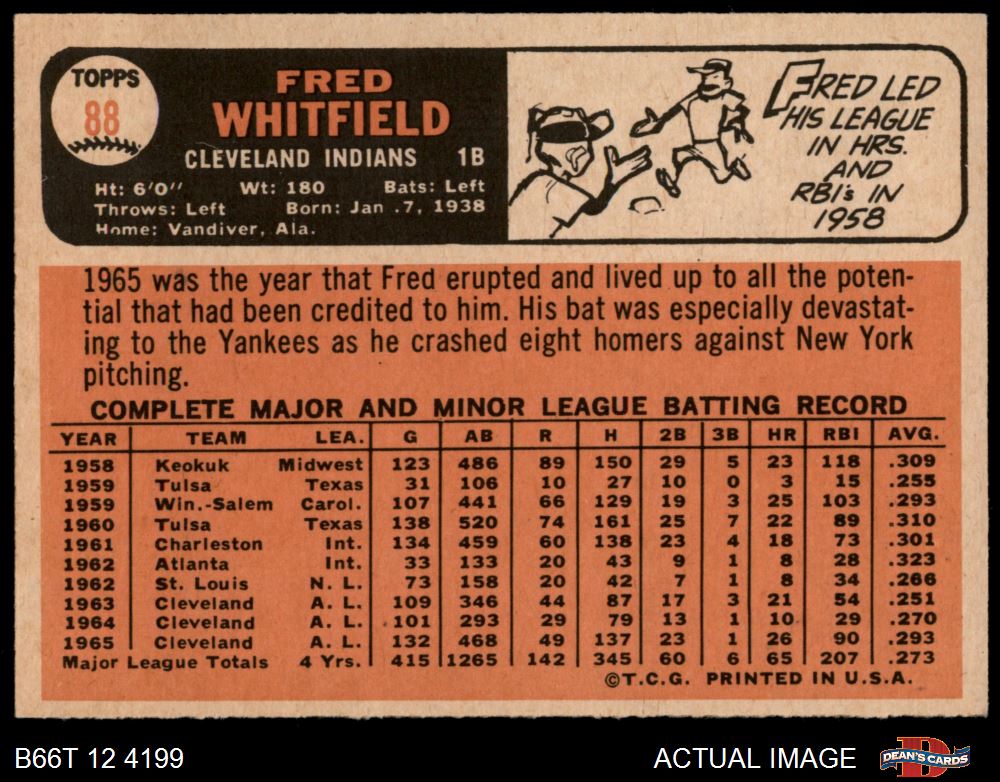 TOPPS
88
FRED
WHITFIELD
CLEVELAND INDIANS 1B
Ht: 6'0" Wt: 180 Bats: Left
Throws: Left Born: Jan .7, 1938
Home: Vandiver, Ala.
FRED LED
HIS LEAGUE
IN HRS.
AND
RBI's IN
1958
1965 was the year that Fred erupted and lived up to all the poten-
tial that had been credited to him. His bat was especially devastat-
ing to the Yankees as he crashed eight homers against New York
pitching.
COMPLETE MAJOR AND MINOR LEAGUE BATTING RECORD
YEAR TEAM LEA. G AB R H 2B 3B HR RBI AVG.
1958 Keokuk Midwest 123 486 89 150 29 5 23 118 .309
1959 Tulsa Texas 31 106 10 27 10 0 3 15 .255
1959 Win.-Salem Carol. 107 441 66 129 19 3 25 103 .293
1960 Tulsa Texas 138 520 74 161 25 7 22 89 .310
1961 Charleston Int. 134 459 60 138 23 4 18 73 .301
1962 Atlanta Int. 33 133 20 43 9 1 8 28 .323
1962 St. Louis N. L. 73 158 20 42 7 1 8 34 .266
1963 Cleveland A. L. 109 346 44 87 17 3 21 54 .251
1964 Cleveland A. L. 101 293 29 79 13 1 10 29 .270
1965 Cleveland A. L. 132 468 49 137 23 1 26 90 .293
Major League Totals 4 Yrs. 415 1265 142 345 60 6 65 207 .273
©T.C.G. PRINTED IN U.S.A.
B66T 12 4199
ACTUAL IMAGE
DEAN'S CARDS